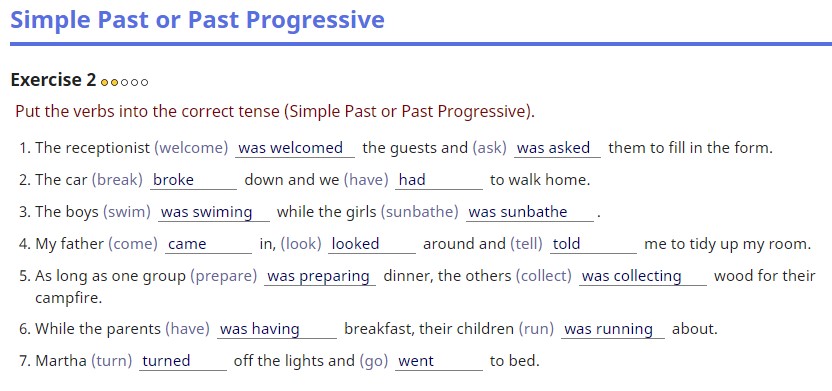 Simple Past or Past Progressive
Exercise 2
Put the verbs into the correct tense (Simple Past or Past Progressive).
1. The receptionist (welcome) was welcomed the guests and (ask) was asked them to fill in the form.
2. The car (break) broke down and we (have) had to walk home.
3. The boys (swim) was swiming while the girls (sunbathe) was sunbathe .
4. My father (come) came in, (look) looked around and (tell) told me to tidy up my room.
5. As long as one group (prepare) was preparing dinner, the others (collect) was collecting wood for their
campfire.
6. While the parents (have) was having breakfast, their children (run) was running about.
7. Martha (turn) turned off the lights and (go) went to bed.